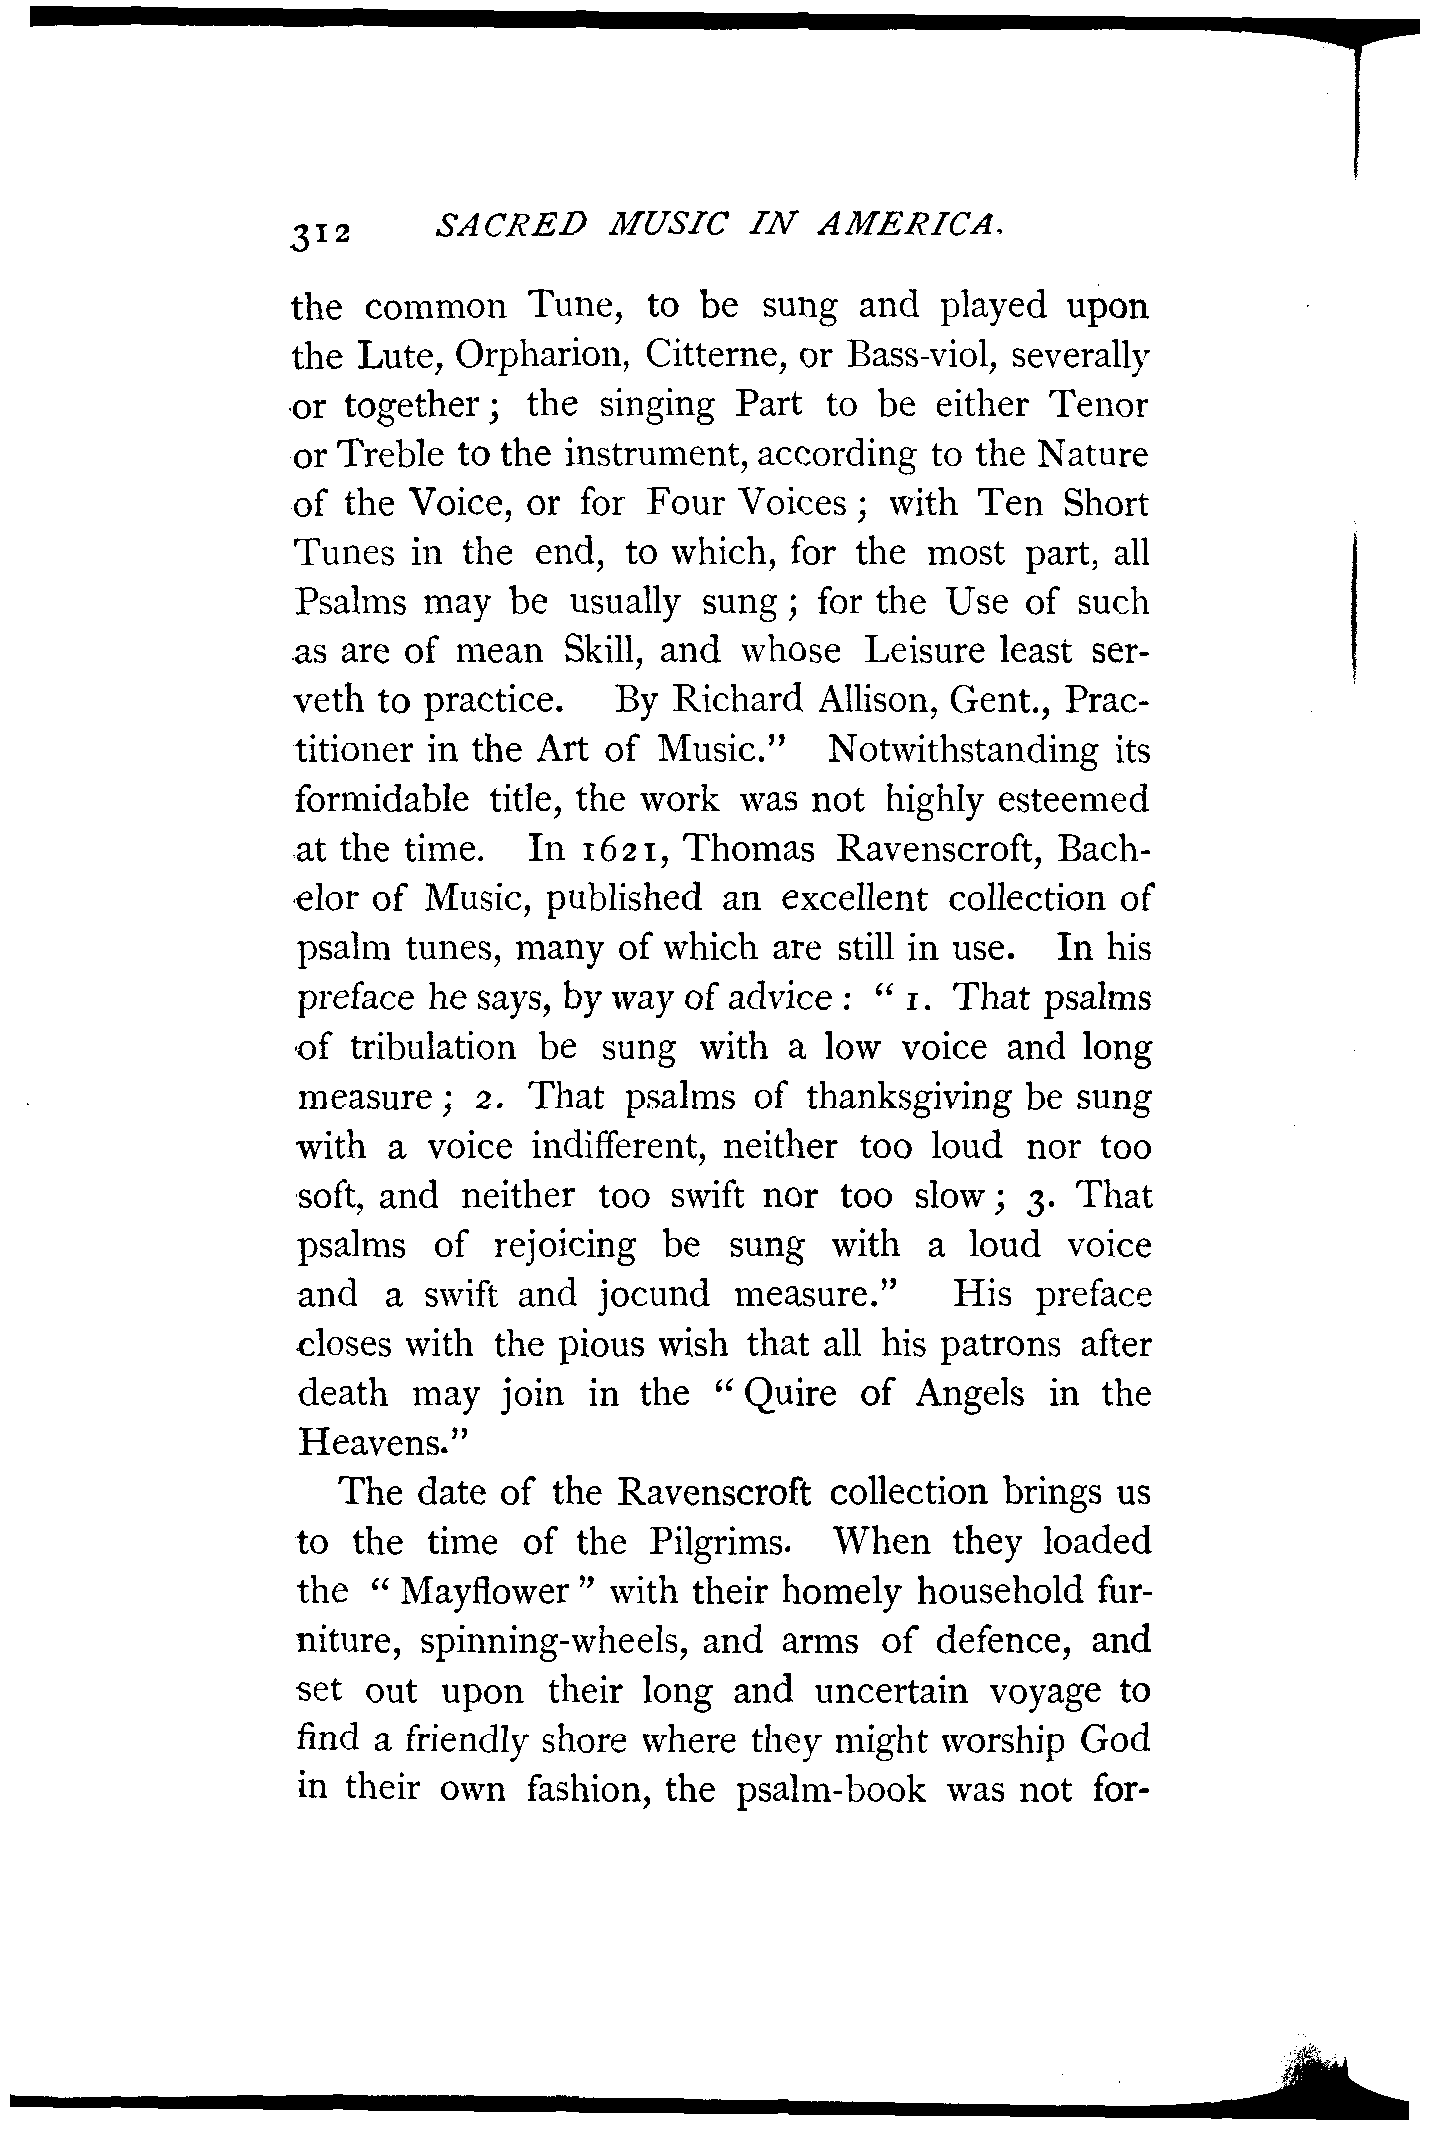 312 SACRED MUSIC IN AMERICA.
the common Tune, to be sung and played upon
the Lute, Orpharion, Citterne, or Bass-viol, severally
or together; the singing Part to be either Tenor
or Treble to the instrument, according to the Nature
of the Voice, or for Four Voices; with Ten Short
Tunes in the end, to which, for the most part, all
Psalms may be usually sung; for the Use of such
as are of mean Skill, and whose Leisure least ser-
veth to practice. By Richard Allison, Gent., Prac-
titioner in the Art of Music." Notwithstanding its
formidable title, the work was not highly esteemed
at the time. In 1621, Thomas Ravenscroft, Bach-
elor of Music, published an excellent collection of
psalm tunes, many of which are still in use. In his
preface he says, by way of advice: "1. That psalms
of tribulation be sung with a low voice and long
measure; 2. That psalms of thanksgiving be sung
with a voice indifferent, neither too loud nor too
soft, and neither too swift nor too slow; 3. That
psalms of rejoicing be sung with a loud voice
and a swift and jocund measure." His preface
closes with the pious wish that all his patrons after
death may join in the "Quire of Angels in the
Heavens."
The date of the Ravenscroft collection brings us
to the time of the Pilgrims. When they loaded
the "Mayflower" with their homely household fur-
niture, spinning-wheels, and arms of defence, and
set out upon their long and uncertain voyage to
find a friendly shore where they might worship God
in their own fashion, the psalm-book was not for-